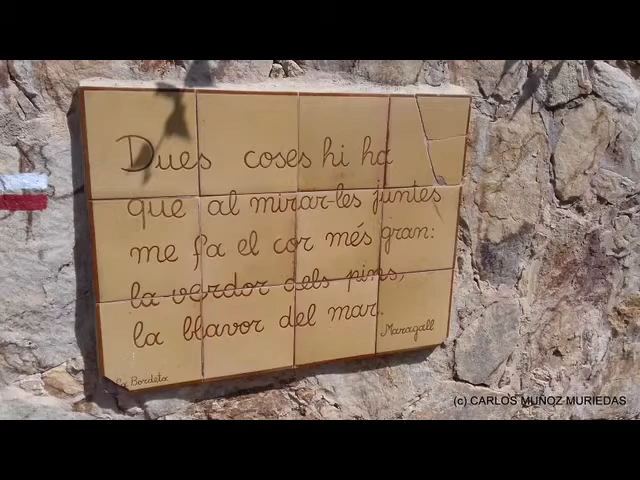 Dues coses hi ha
que al mirar-les juntes
me fa el cor més gran:
la verdor dels pins,
la blavor del mar.
Maragall
La Bordeta
(c) CARLOS MUÑOZ MURIEDAS